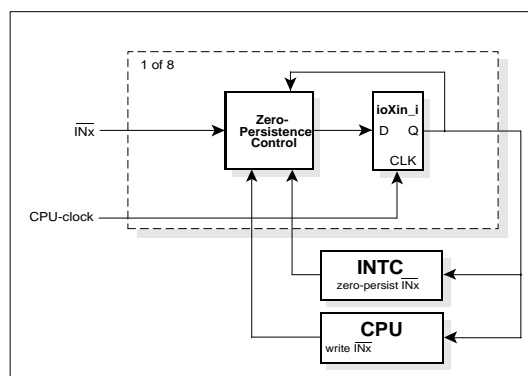 1 of 8
ioXin_i
Zero-
Persistence
Control
D Q
CLK
INx
CPU-clock
INTC
zero-persist INx
CPU
write INx